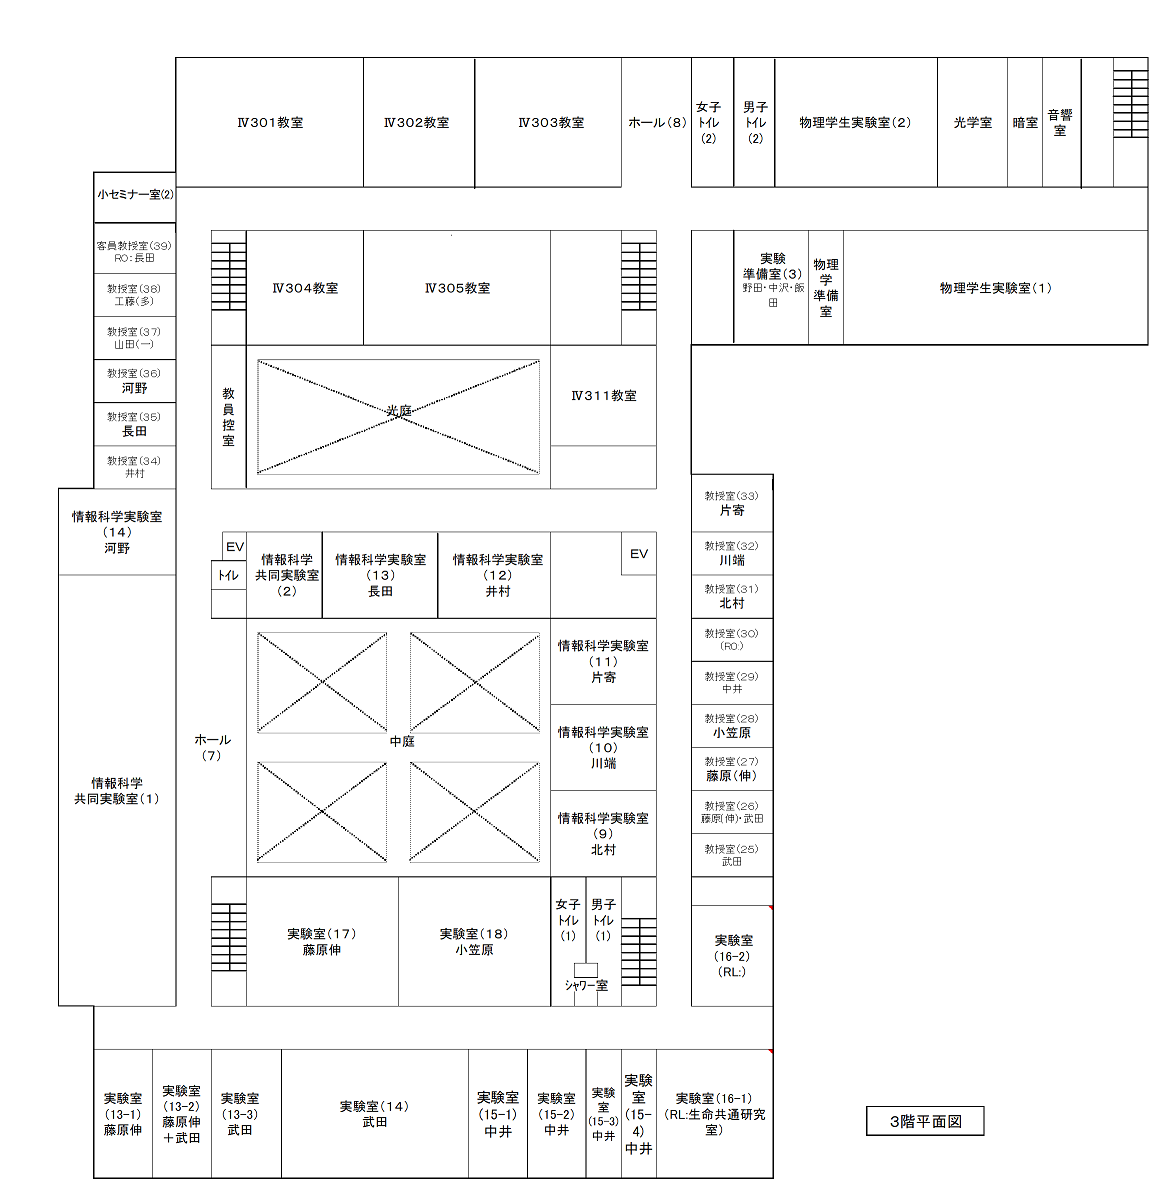 Ⅳ301教室
Ⅳ302教室
Ⅳ303教室
ホール(8)
女子
トイレ
(2)
男子
トイレ
(2)
物理学生実験室(2)
光学室
暗室
音響
室
小セミナー室(2)
客員教授室(39)
RO:長田
教授室(38)
工藤(多)
教授室(37)
山田(一)
教授室(36)
河野
教授室(35)
長田
教授室(34)
井村
Ⅳ304教室
Ⅳ305教室
実験
準備室(3)
野田・中沢・飯
田
物理
学
準備
室
物理学生実験室(1)
教
員
控
室
光庭
Ⅳ311教室
情報科学実験室
(14)
河野
EV
トイレ
情報科学
共同実験室
(2)
情報科学実験室
(13)
長田
情報科学実験室
(12)
井村
EV
教授室(33)
片寄
教授室(32)
川端
教授室(31)
北村
教授室(30)
(RO:)
教授室(29)
中井
教授室(28)
小笠原
教授室(27)
藤原(伸)
教授室(26)
藤原(伸)・武田
教授室(25)
武田
情報科学実験室
(11)
片寄
情報科学実験室
(10)
川端
情報科学実験室
(9)
北村
ホール
(7)
中庭
情報科学
共同実験室(1)
実験室(17)
藤原伸
実験室(18)
小笠原
女子
トイレ
(1)
男子
トイレ
(1)
シャワー室
実験室
(16-2)
(RL:)
実験室
(13-1)
藤原伸
実験室
(13-2)
藤原伸
+武田
実験室
(13-3)
武田
実験室(14)
武田
実験室
(15-1)
中井
実験室
(15-2)
中井
実験
室
(15-3)
中井
実験
室
(15-
4)
中井
実験室(16-1)
(RL:生命共通研究
室)
3階平面図